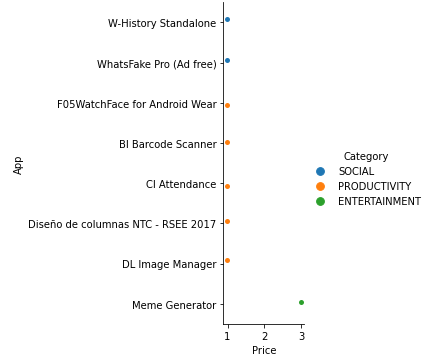 W-History Standalone
WhatsFake Pro (Ad free)
F05WatchFace for Android Wear
BI Barcode Scanner
CI Attendance
Diseño de columnas NTC - RSEE 2017
DL Image Manager
Meme Generator
App
1 2 3
Price
Category
SOCIAL
PRODUCTIVITY
ENTERTAINMENT